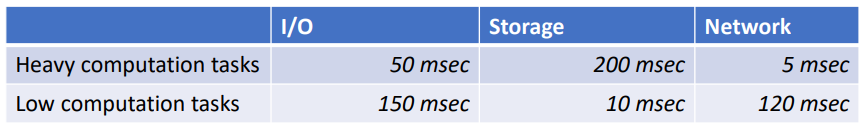 I/O Storage Network
Heavy computation tasks 50 msec 200 msec 5 msec
Low computation tasks 150 msec 10 msec 120 msec